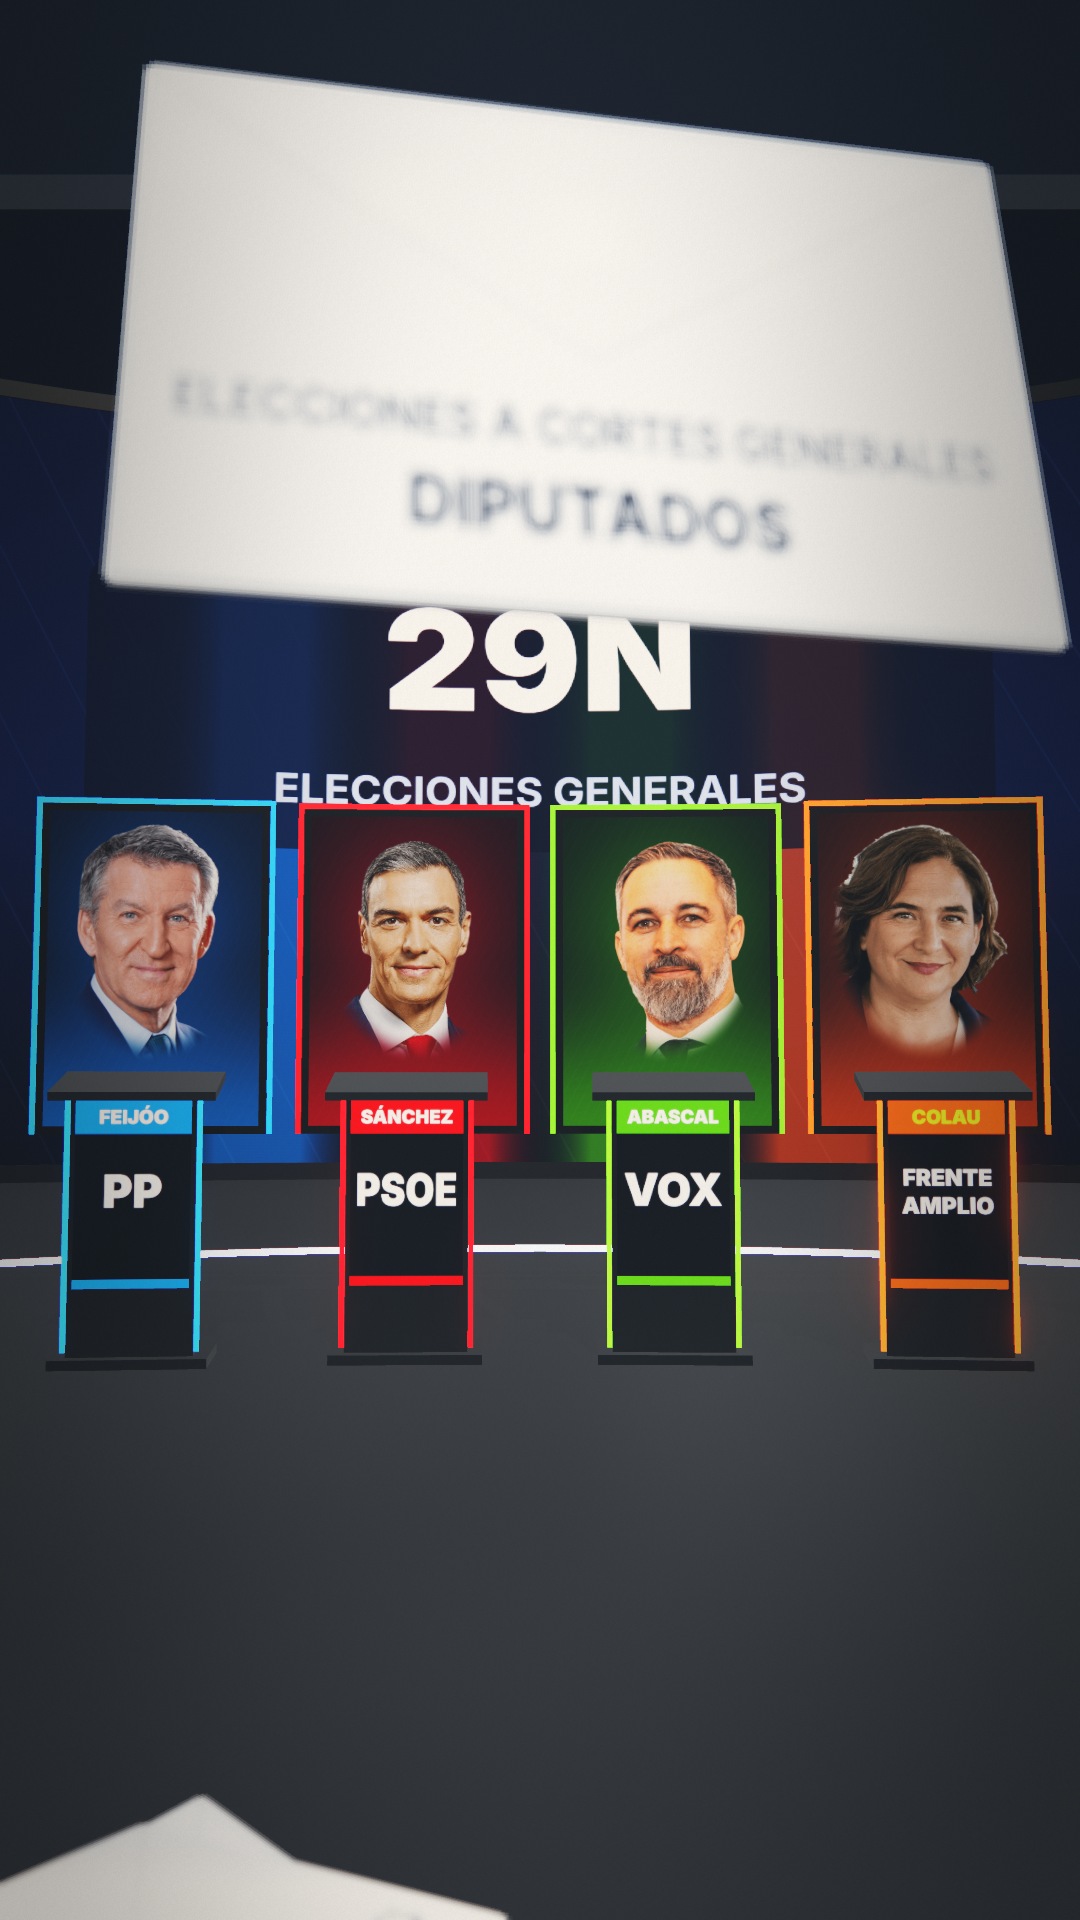 ELECCIONES A CORTES GENERALES
DIPUTADOS
29N
ELECCIONES GENERALES
FEIJÓO
SÁNCHEZ
ABASCAL
COLAU
PP
PSOE
VOX
FRENTE
AMPLIO